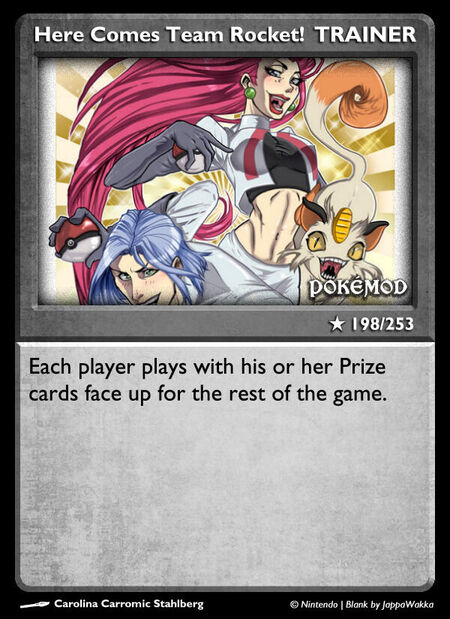 Here Comes Team Rocket! TRAINER
POKÉMOD
★ 198/253
Each player plays with his or her Prize
cards face up for the rest of the game.
Carolina Carromic Stahlberg
© Nintendo | Blank by JappaWakka